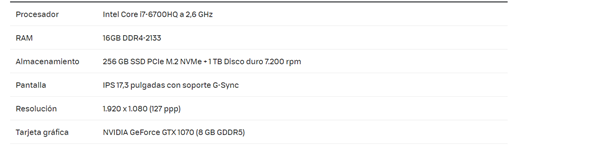 Procesador Intel Core i7-6700HQ a 2,6 GHz
RAM 16GB DDR4-2133
Almacenamiento 256 GB SSD PCIe M.2 NVMe + 1 TB Disco duro 7.200 rpm
Pantalla IPS 17,3 pulgadas con soporte G-Sync
Resolución 1.920 x 1.080 (127 ppp)
Tarjeta gráfica NVIDIA GeForce GTX 1070 (8 GB GDDR5)